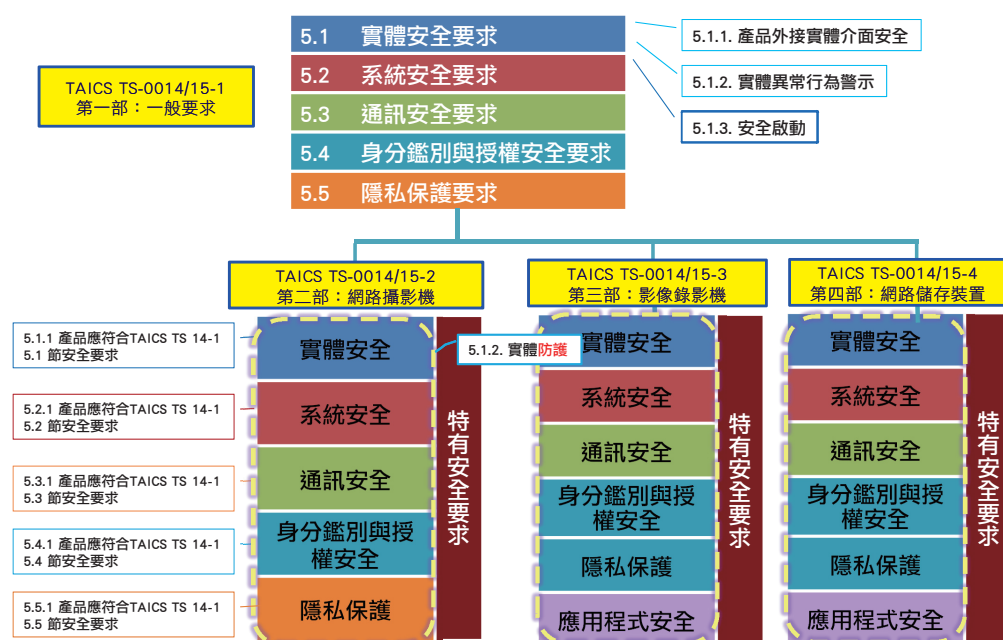 5.1 實體安全要求
5.2 系統安全要求
5.3 通訊安全要求
5.4 身分鑑別與授權安全要求
5.5 隱私保護要求
5.1.1. 產品外接實體介面安全
5.1.2. 實體異常行為警示
5.1.3. 安全啟動
TAICS TS-0014/15-1
第一部：一般要求
TAICS TS-0014/15-2
第二部：網路攝影機
TAICS TS-0014/15-3
第三部：影像錄影機
TAICS TS-0014/15-4
第四部：網路儲存裝置
5.1.1 產品應符合TAICS TS 14-1
5.1 節安全要求
5.2.1 產品應符合TAICS TS 14-1
5.2 節安全要求
5.3.1 產品應符合TAICS TS 14-1
5.3 節安全要求
5.4.1 產品應符合TAICS TS 14-1
5.4 節安全要求
5.5.1 產品應符合TAICS TS 14-1
5.5 節安全要求
實體安全
系統安全
通訊安全
身分鑑別與授
權安全
隱私保護
特有安全要求
5.1.2. 實體防護
實體安全
系統安全
通訊安全
身分鑑別與授
權安全
隱私保護
應用程式安全
特有安全要求
實體安全
系統安全
通訊安全
身分鑑別與授
權安全
隱私保護
應用程式安全
特有安全要求